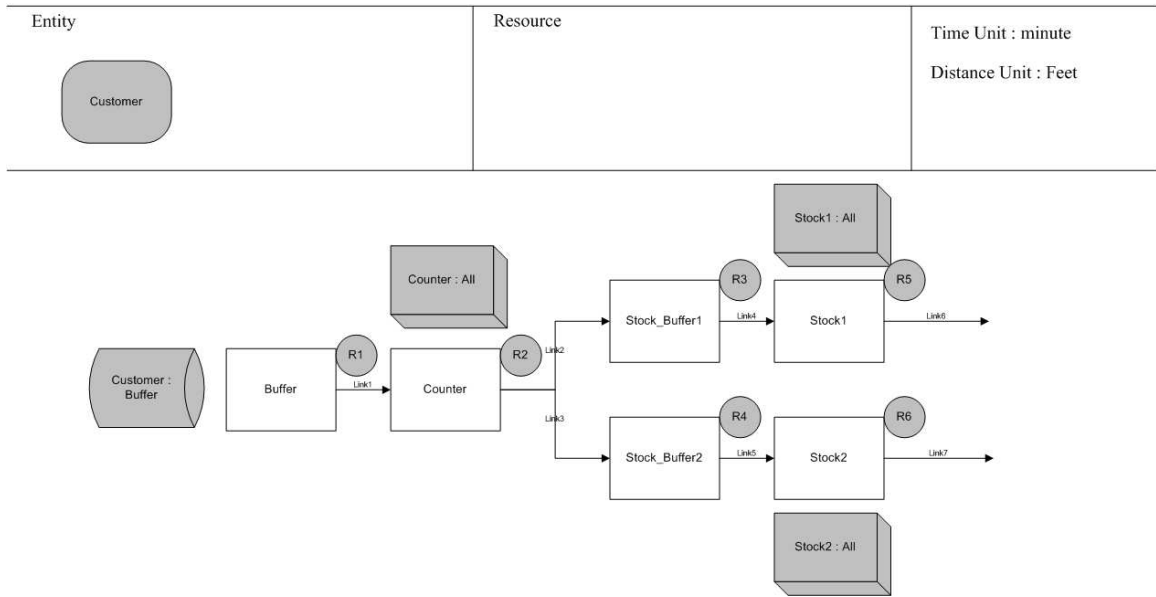 Entity
Resource
Time Unit : minute
Distance Unit : Feet
Customer
Stock1 : All
Counter : All
R3
R5
Stock_Buffer1
Link4
Stock1
Link6
R1
R2
Link2
Customer :
Buffer
Buffer
Link1
Counter
Link3
R4
R6
Stock_Buffer2
Link5
Stock2
Link7
Stock2 : All